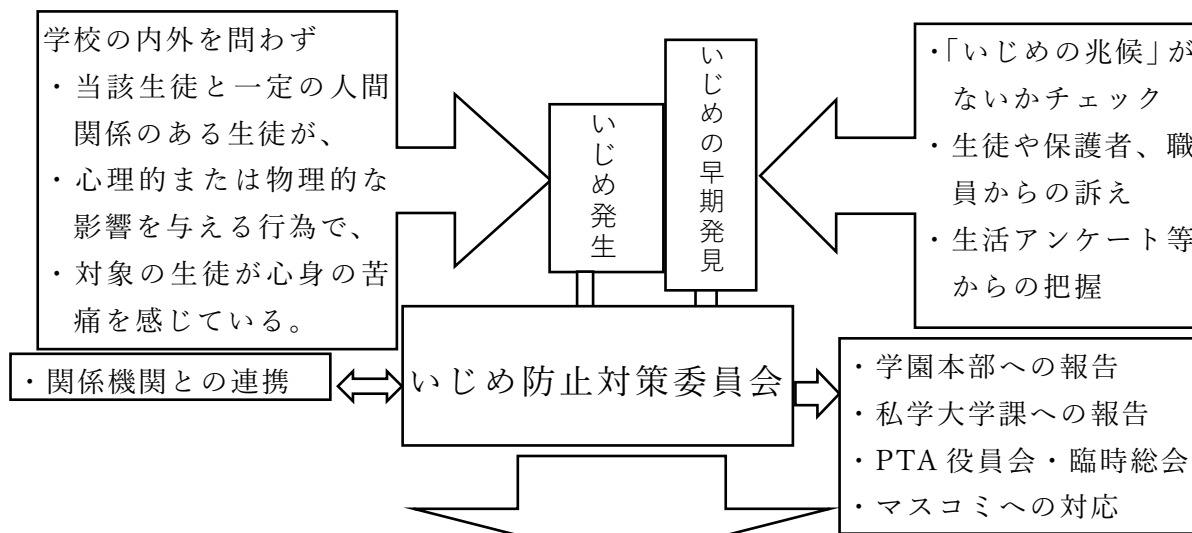 学校の内外を問わず
・当該生徒と一定の人間
関係のある生徒が、
・心理的または物理的な
影響を与える行為で、
・対象の生徒が心身の苦
痛を感じている。
いじめ発生
いじめの早期発見
・「いじめの兆候」が
ないかチェック
・生徒や保護者、職
員からの訴え
・生活アンケート等
からの把握
・関係機関との連携
いじめ防止対策委員会
・学園本部への報告
・私学大学課への報告
・PTA 役員会・臨時総会
・マスコミへの対応